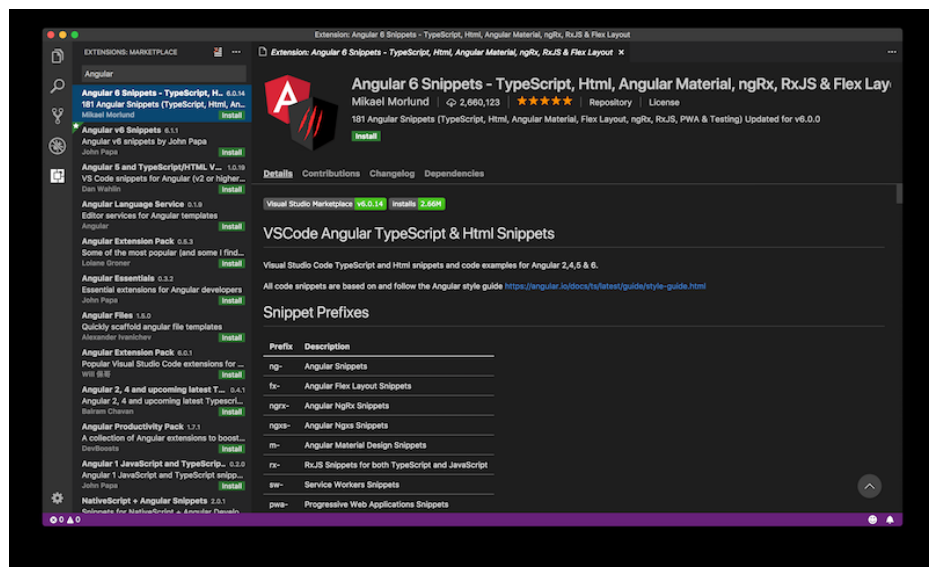 Extension: Angular 6 Snippets - TypeScript, Html, Angular Material, ngRx, RxJS & Flex Layout
EXTENSIONS: MARKETPLACE
Angular
Angular 6 Snippets - TypeScript, H... 6.0.14
181 Angular Snippets (TypeScript, Html, An...
Mikael Morlund Install
Angular v6 Snippets 6.1.1
Angular v6 snippets by John Papa
John Papa Install
Angular 5 and TypeScript/HTML V... 1.0.19
VS Code snippets for Angular (v2 or higher...
Dan Wahlin Install
Angular Language Service 0.1.9
Editor services for Angular templates
Angular Install
Angular Extension Pack 0.5.3
Some of the most popular (and some I find...
Loiane Groner Install
Angular Essentials 0.3.2
Essential extensions for Angular developers
John Papa Install
Angular Files 1.5.0
Quickly scaffold angular file templates
Alexander Ivanichev Install
Angular Extension Pack 6.0.1
Popular Visual Studio Code extensions for ...
Will Install
Angular 2, 4 and upcoming latest T... 0.4.1
Angular 2, 4 and upcoming latest Typescri...
Balram Chavan Install
Angular Productivity Pack 1.7.1
A collection of Angular extensions to boost...
DevBoosts Install
Angular 1 JavaScript and TypeScrip... 0.2.0
Angular 1 JavaScript and TypeScript snipp...
John Papa Install
NativeScript + Angular Snippets 2.0.1
Snippets for NativeScript + Angular Develo...
Extension: Angular 6 Snippets - TypeScript, Html, Angular Material, ngRx, RxJS & Flex Layout ×
Angular 6 Snippets - TypeScript, Html, Angular Material, ngRx, RxJS & Flex Lay
Mikael Morlund | 2,660,123 | ★★★★★ | Repository | License
181 Angular Snippets (TypeScript, Html, Angular Material, Flex Layout, ngRx, RxJS, PWA & Testing) Updated for v6.0.0
Install
Details Contributions Changelog Dependencies
Visual Studio Marketplace v6.0.14 installs 2.66M
VSCode Angular TypeScript & Html Snippets
Visual Studio Code TypeScript and Html snippets and code examples for Angular 2,4,5 & 6.
All code snippets are based on and follow the Angular style guide https://angular.io/docs/ts/latest/guide/style-guide.html
Snippet Prefixes
Prefix Description
ng- Angular Snippets
fx- Angular Flex Layout Snippets
ngrx- Angular NgRx Snippets
ngxs- Angular Ngxs Snippets
m- Angular Material Design Snippets
rx- RxJS Snippets for both TypeScript and JavaScript
sw- Service Workers Snippets
pwa- Progressive Web Applications Snippets
0 0